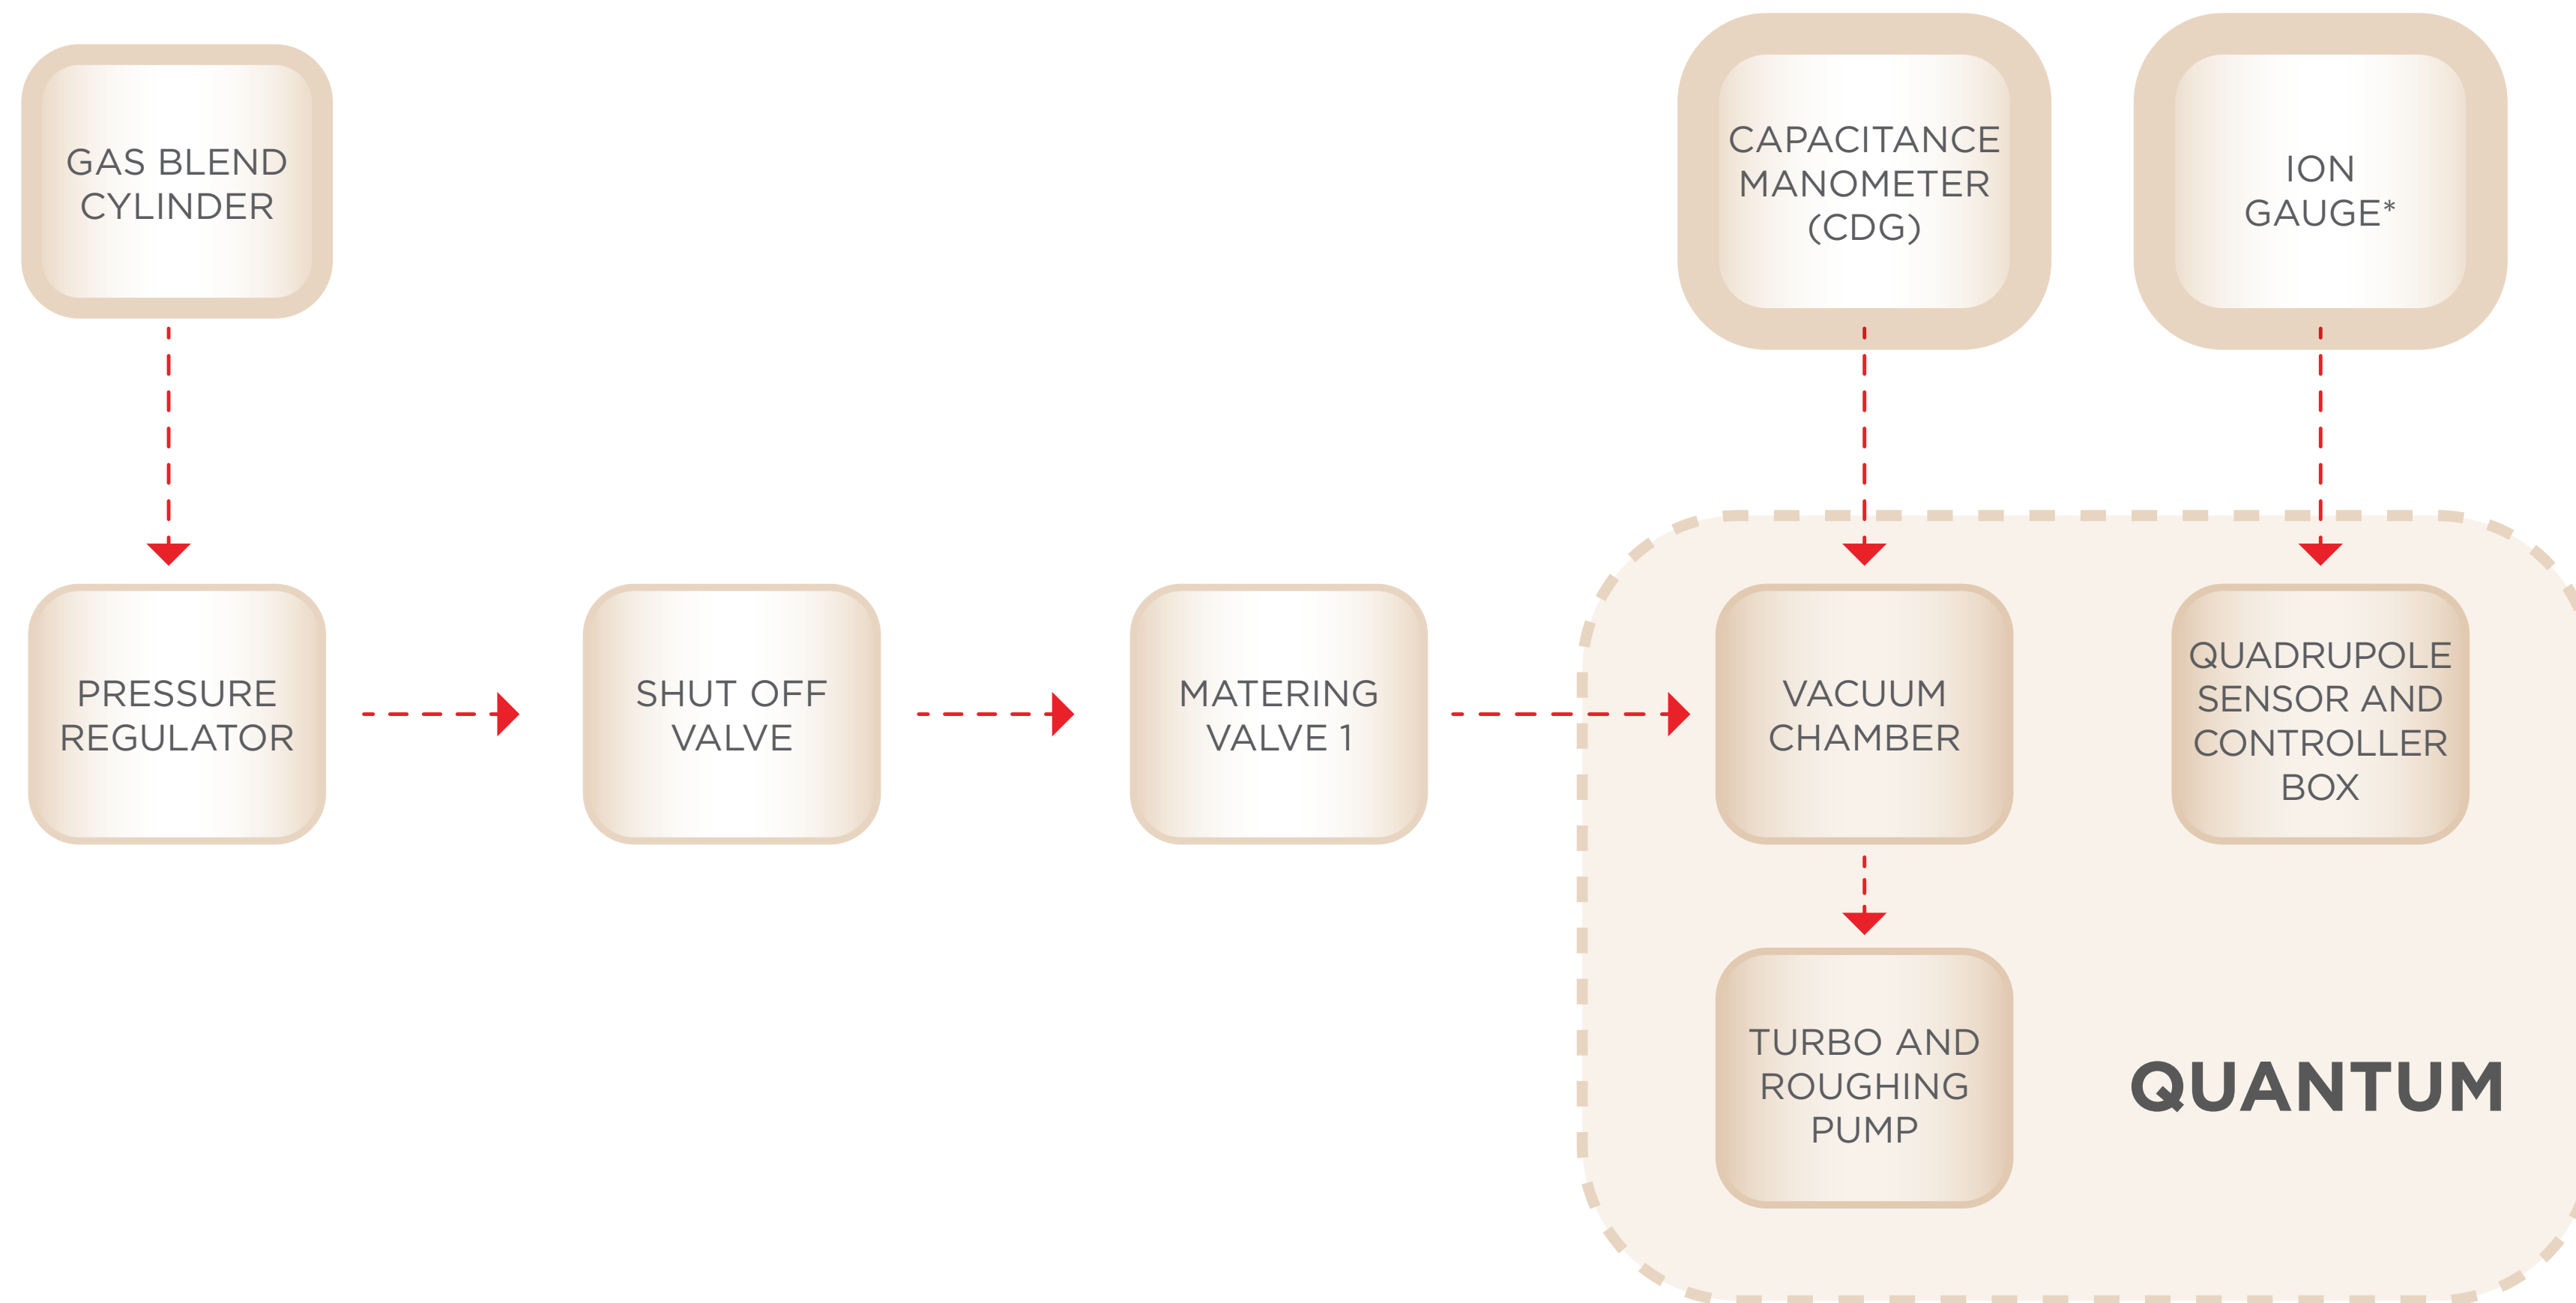 GAS BLEND
CYLINDER
CAPACITANCE
MANOMETER
(CDG)
ION
GAUGE*
PRESSURE
REGULATOR
SHUT OFF
VALVE
MATERING
VALVE 1
VACUUM
CHAMBER
QUADRUPOLE
SENSOR AND
CONTROLLER
BOX
TURBO AND
ROUGHING
PUMP
QUANTUM